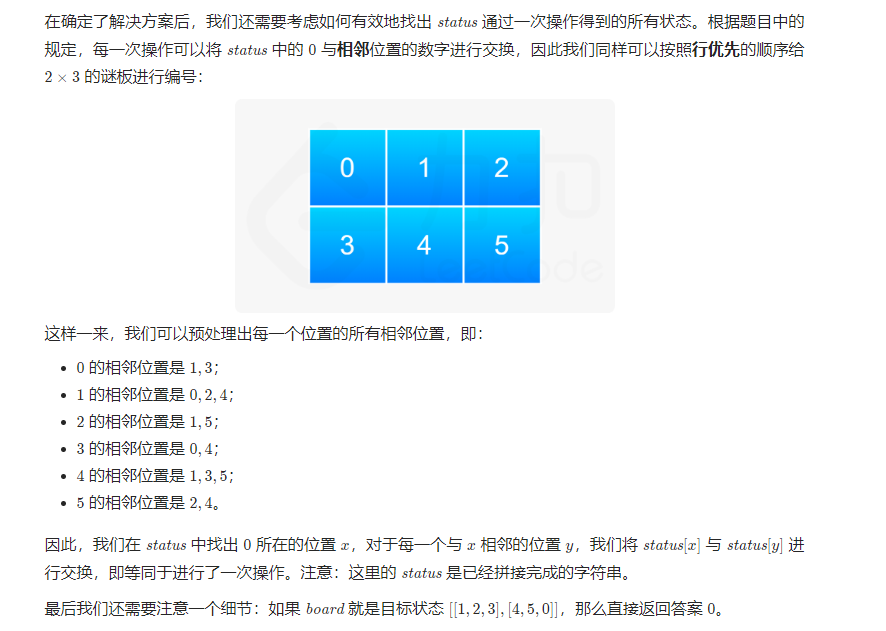 在确定了解决方案后，我们还需要考虑如何有效地找出 status 通过一次操作得到的所有状态。根据题目中的
规定，每一次操作可以将 status 中的 0 与相邻位置的数字进行交换，因此我们同样可以按照行优先的顺序给
2 × 3 的谜板进行编号：
0 1 2
3 4 5
这样一来，我们可以预处理出每一个位置的所有相邻位置，即：
• 0 的相邻位置是 1, 3；
• 1 的相邻位置是 0, 2, 4；
• 2 的相邻位置是 1, 5；
• 3 的相邻位置是 0, 4；
• 4 的相邻位置是 1, 3, 5；
• 5 的相邻位置是 2, 4。
因此，我们在 status 中找出 0 所在的位置 x，对于每一个与 x 相邻的位置 y，我们将 status[x] 与 status[y] 进
行交换，即等同于进行了一次操作。注意：这里的 status 是已经拼接完成的字符串。
最后我们还需要注意一个细节：如果 board 就是目标状态 [[1, 2, 3], [4, 5, 0]]，那么直接返回答案 0。